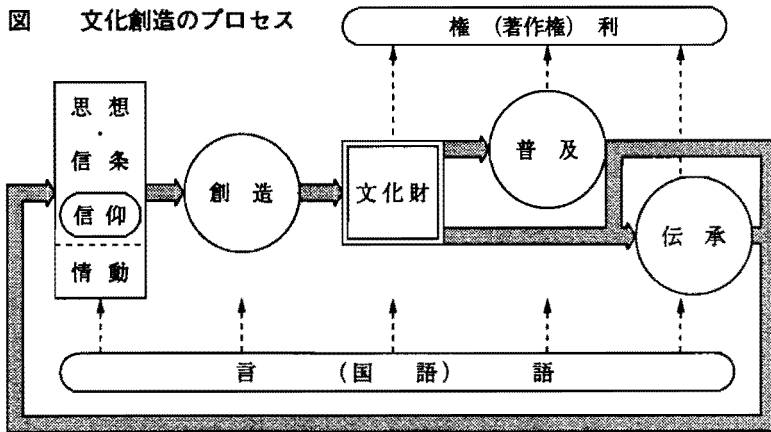 図 文化創造のプロセス
権(著作権)利
思想
・
信条
信仰
情動
創造
文化財
普及
伝承
言(国語)語